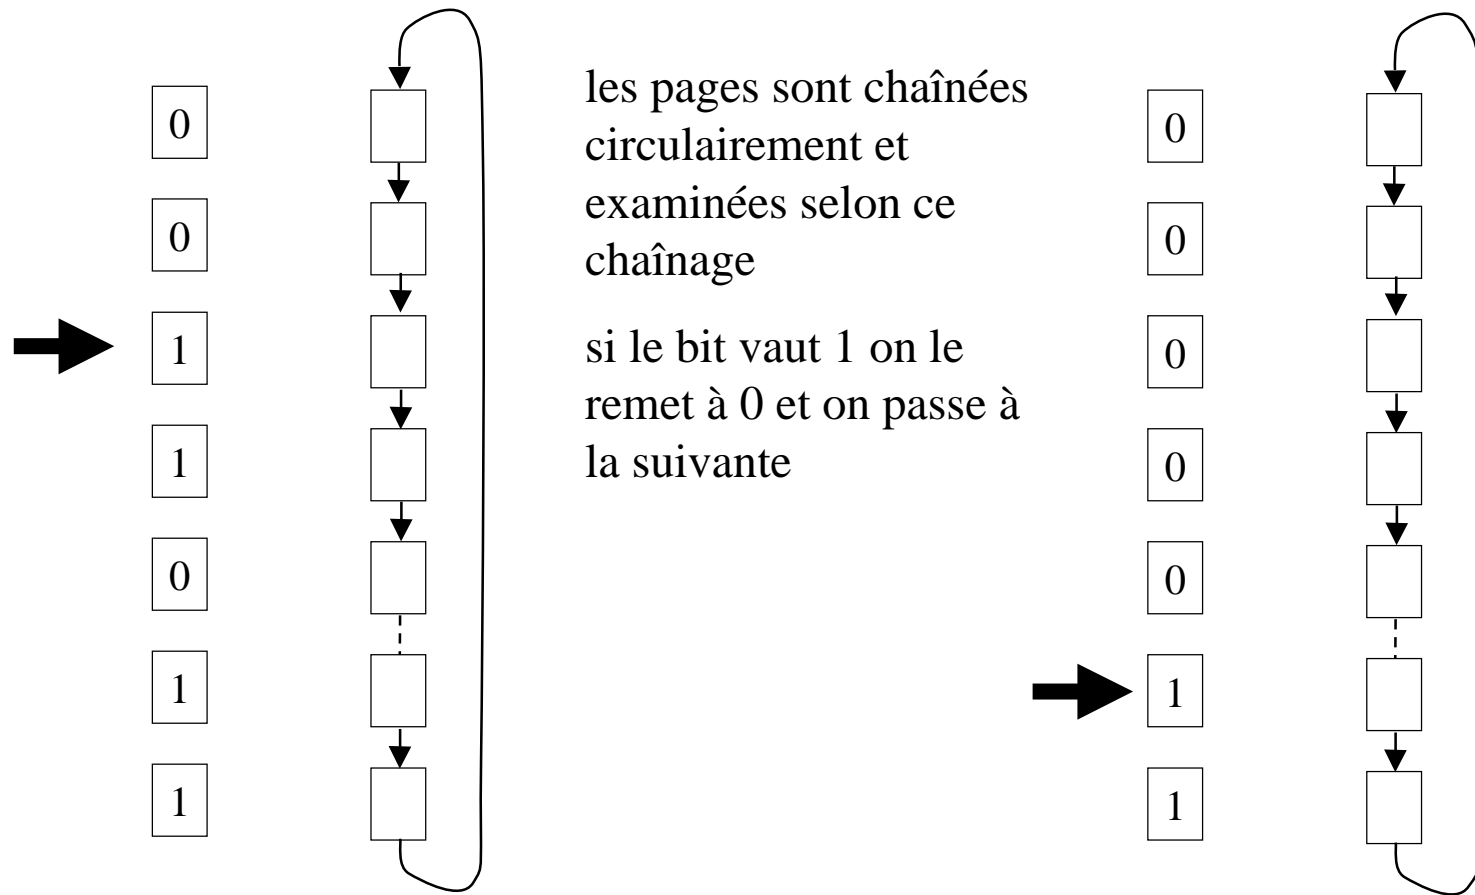 0
0
1
1
0
1
1
les pages sont chaînées
circulairement et
examinées selon ce
chaînage
si le bit vaut 1 on le
remet à 0 et on passe à
la suivante
0
0
0
0
0
1
1